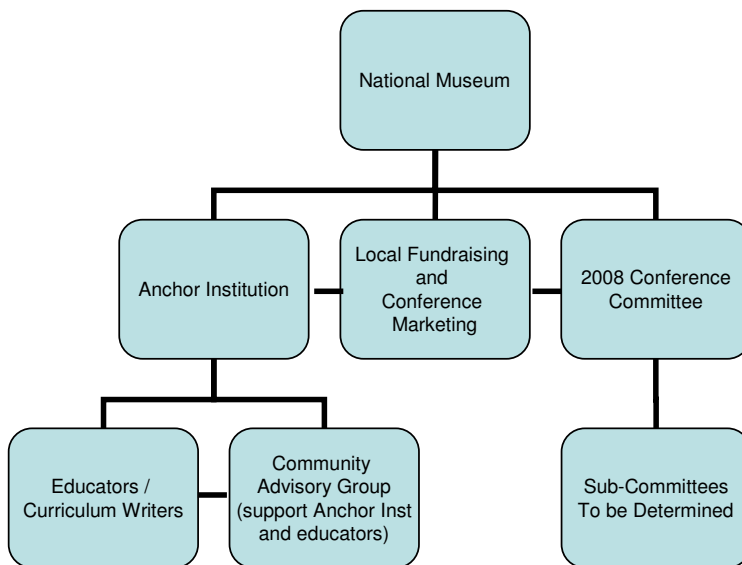 National Museum
Anchor Institution
Local Fundraising
and
Conference
Marketing
2008 Conference
Committee
Educators /
Curriculum Writers
Community
Advisory Group
(support Anchor Inst
and educators)
Sub-Committees
To be Determined